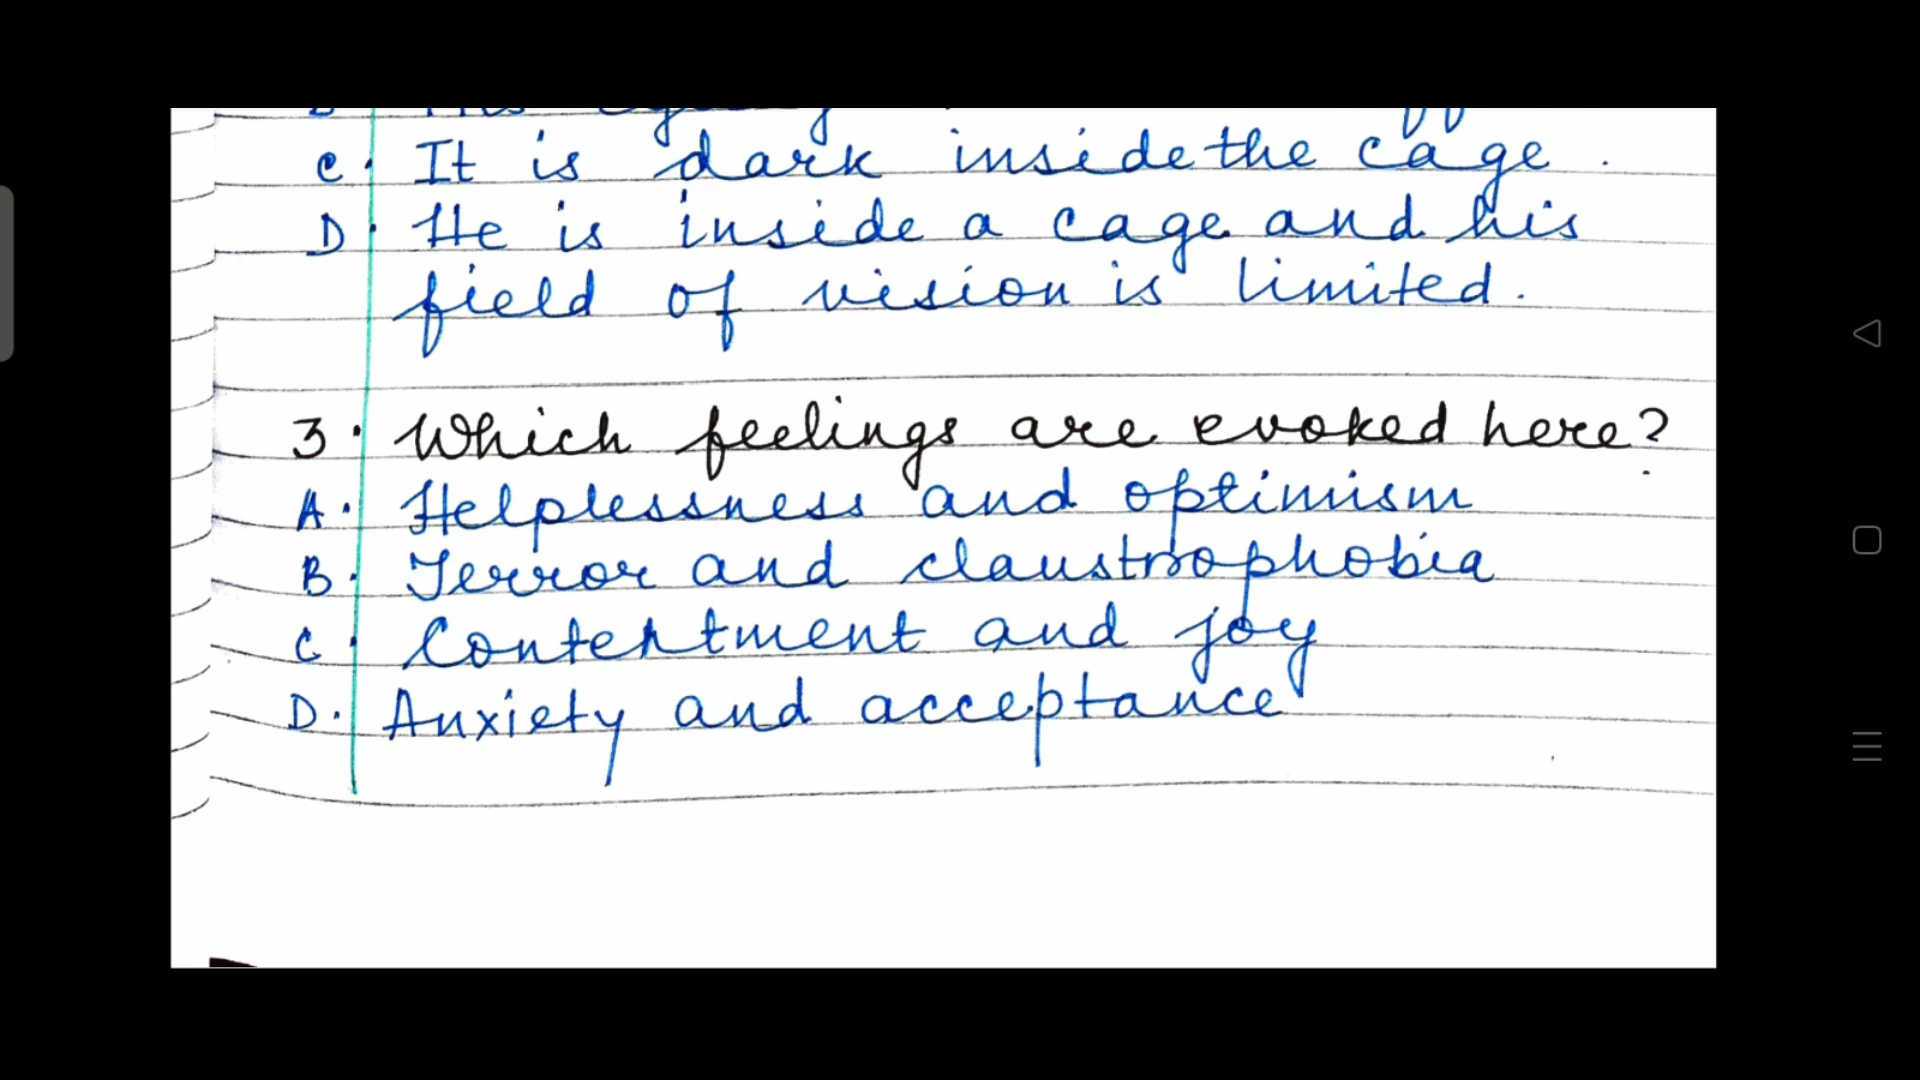 C. It is dark inside the cage.
D. He is inside a cage and his
field of vision is limited.
3. Which feelings are evoked here?
A. Helplessness and optimism
B. Terror and claustrophobia
C. Contentment and joy
D. Anxiety and acceptance